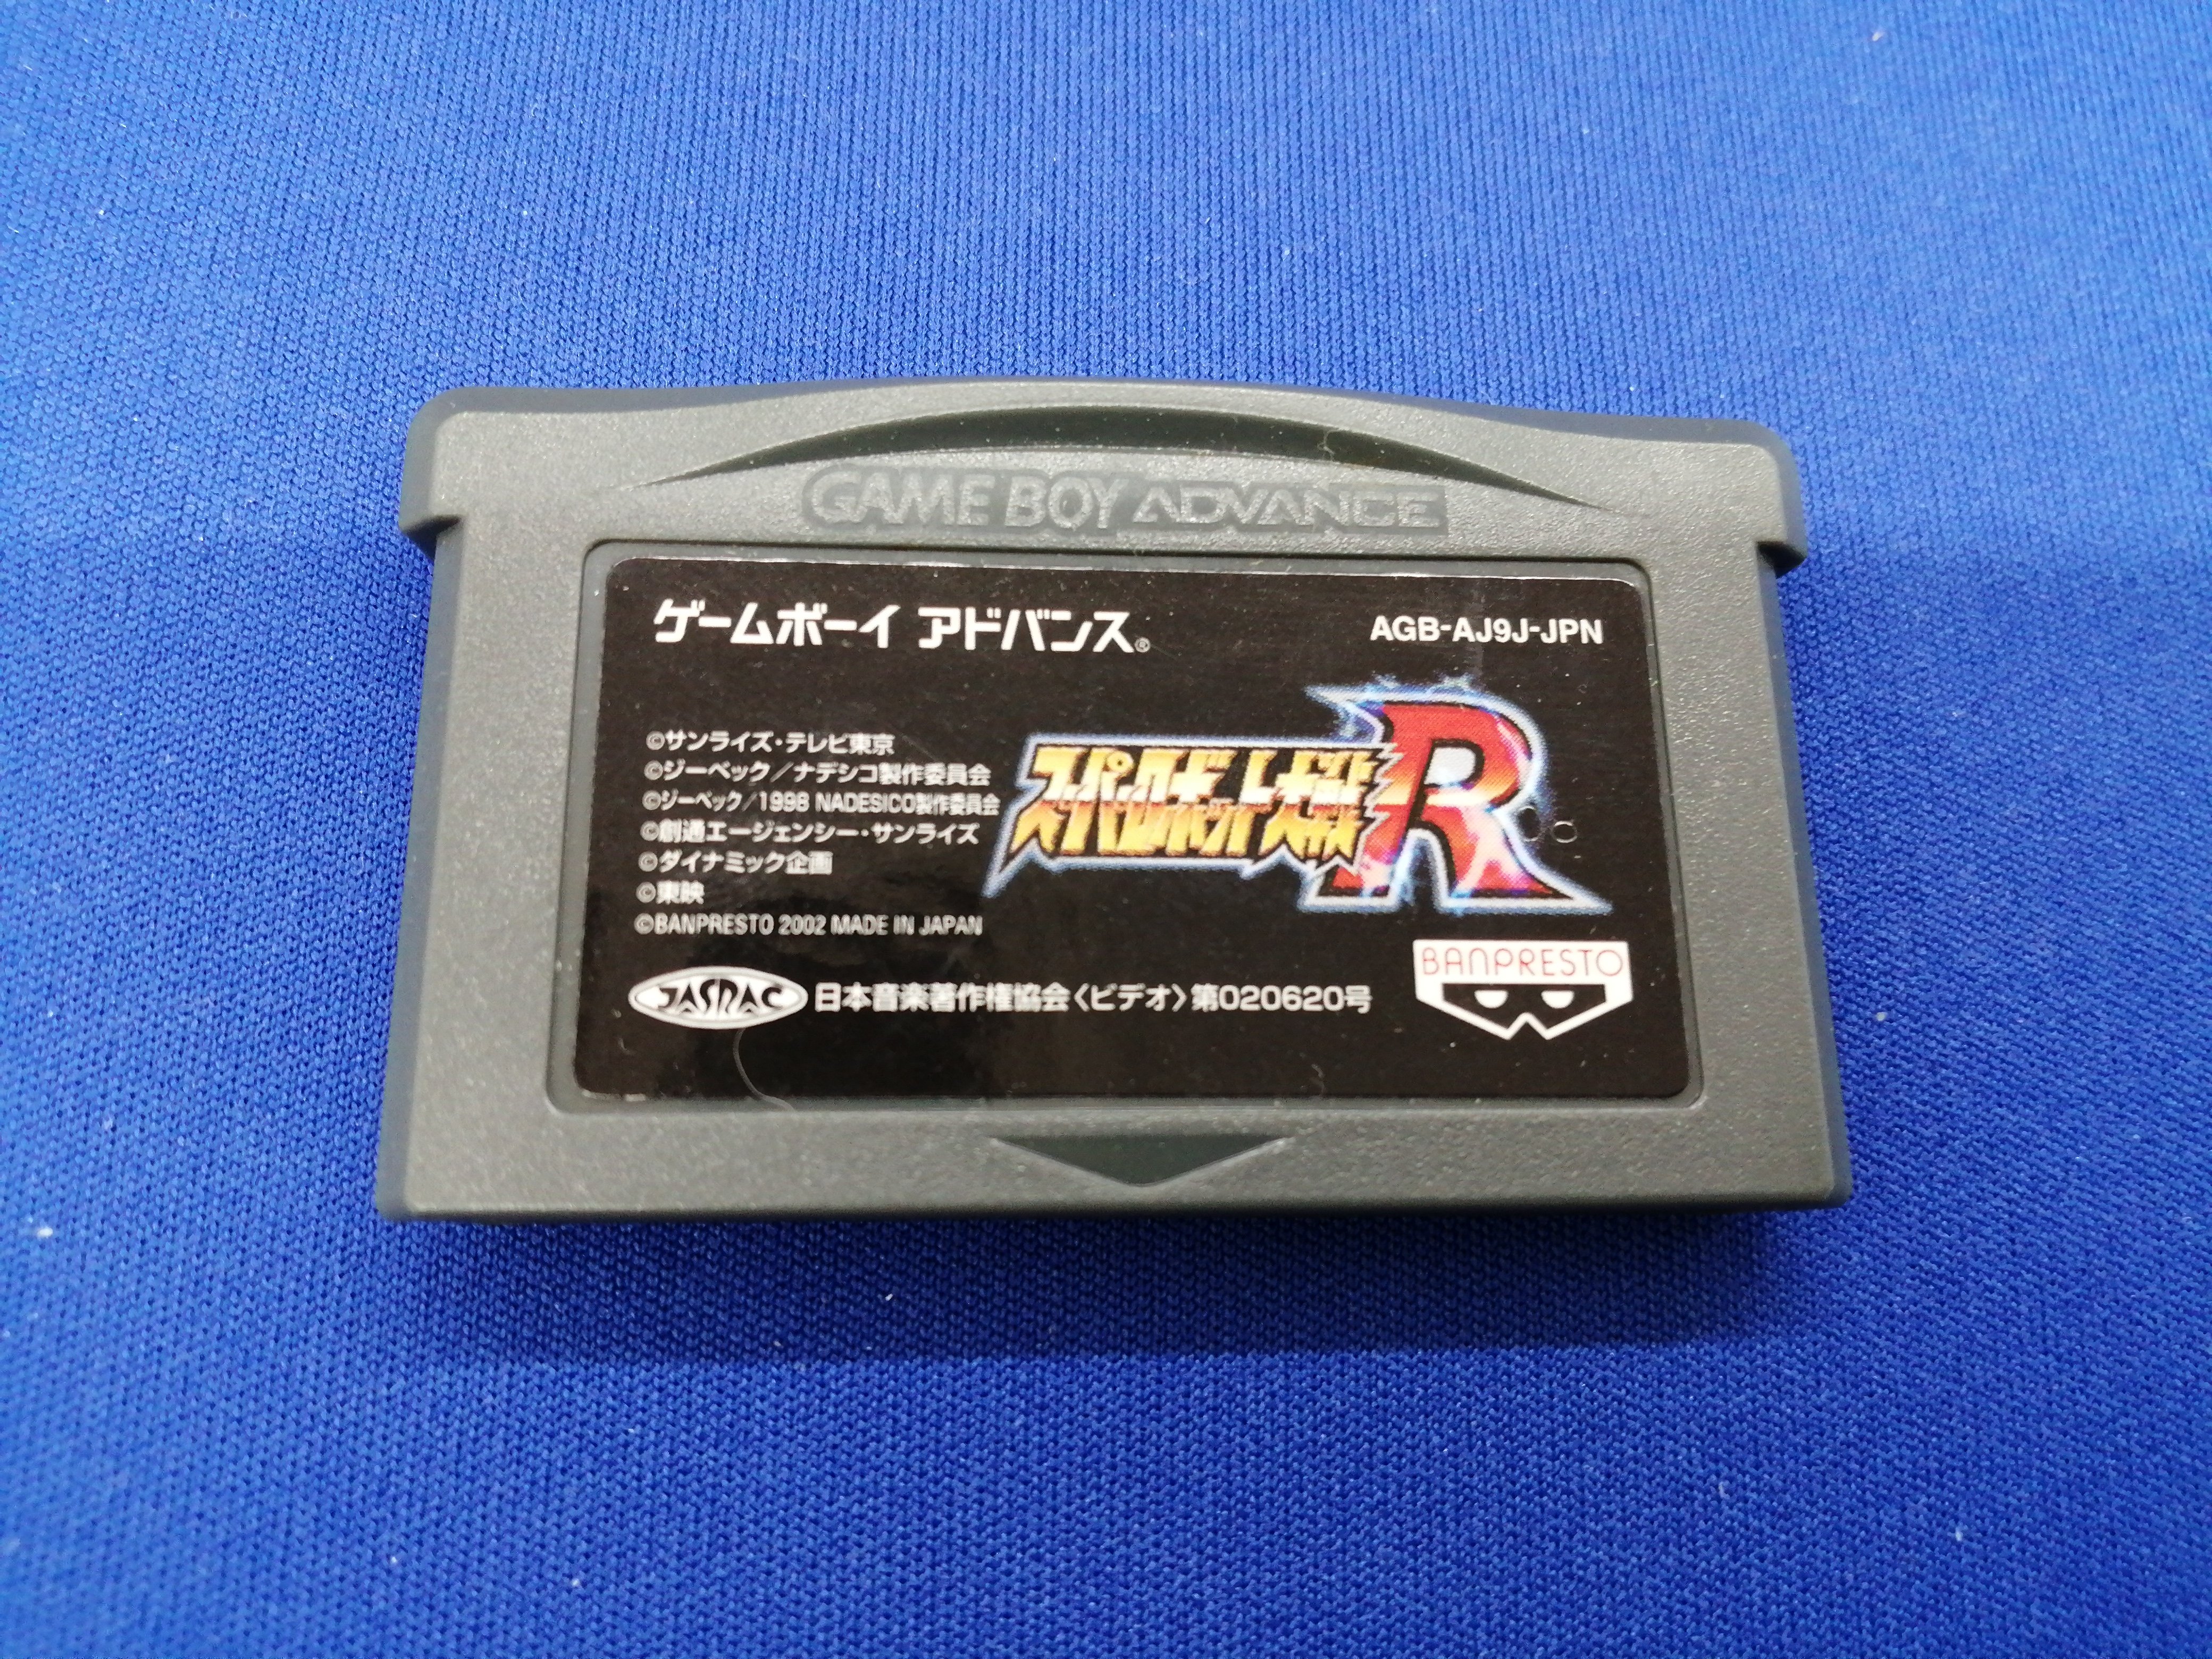 GAME BOY ADVANCE
ゲームボーイ アドバンス®
AGB-AJ9J-JPN
©サンライズ・テレビ東京
©ジーベック／ナデシコ製作委員会
©ジーベック／1998 NADESICO製作委員会
©創通エージェンシー・サンライズ
©ダイナミック企画
©東映
©BANPRESTO 2002 MADE IN JAPAN
スーパーロボット大戦R
BANPRESTO
JASRAC 日本音楽著作権協会〈ビデオ〉第020620号